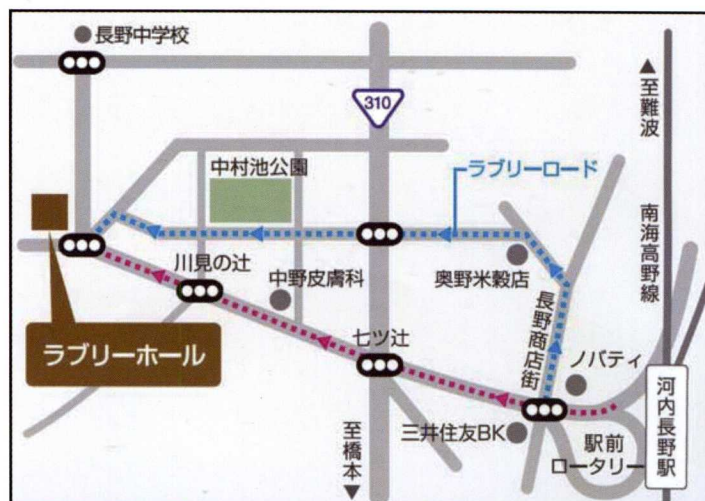 長野中学校
310
▲至難波
中村池公園
ラブリーロード
南海高野線
川見の辻
中野皮膚科
奥野米穀店
長野商店街
ラブリーホール
七ツ辻
ノバティ
河内長野駅
三井住友BK
駅前
ロータリー
至橋本▼